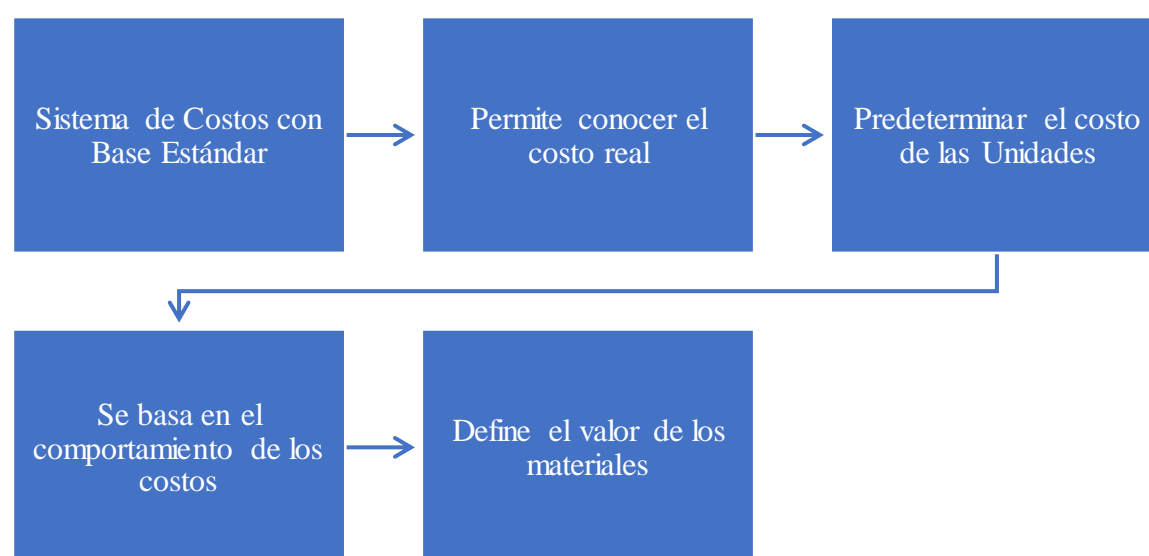 Sistema de Costos con
Base Estándar
Permite conocer el
costo real
Predeterminar el costo
de las Unidades
Se basa en el
comportamiento de los
costos
Define el valor de los
materiales